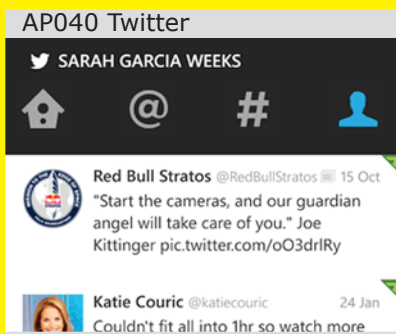 AP040 Twitter
SARAH GARCIA WEEKS
@ #
Red Bull Stratos @RedBullStratos 15 Oct
"Start the cameras, and our guardian
angel will take care of you." Joe
Kittinger pic.twitter.com/oO3drlRy
Katie Couric @katiecouric 24 Jan
Couldn't fit all into 1hr so watch more